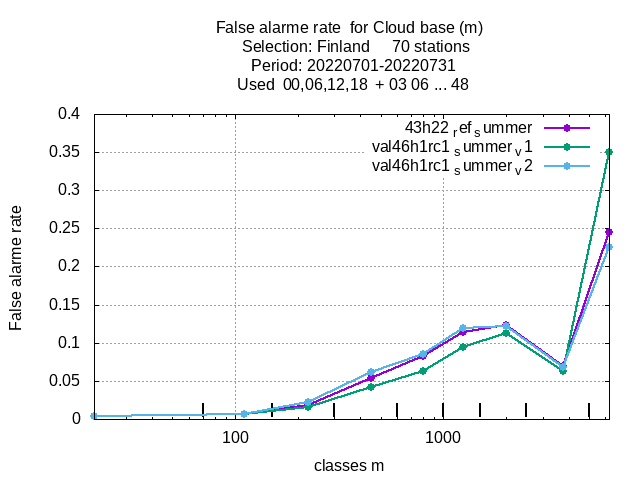 False alarme rate for Cloud base (m)
Selection: Finland 70 stations
Period: 20220701-20220731
Used 00,06,12,18 + 03 06 ... 48
43h22 ref summer
val46h1rc1 summer v1
val46h1rc1 summer v2
0.4
0.35
0.3
0.25
0.2
0.15
0.1
0.05
0
False alarme rate
100 1000
classes m